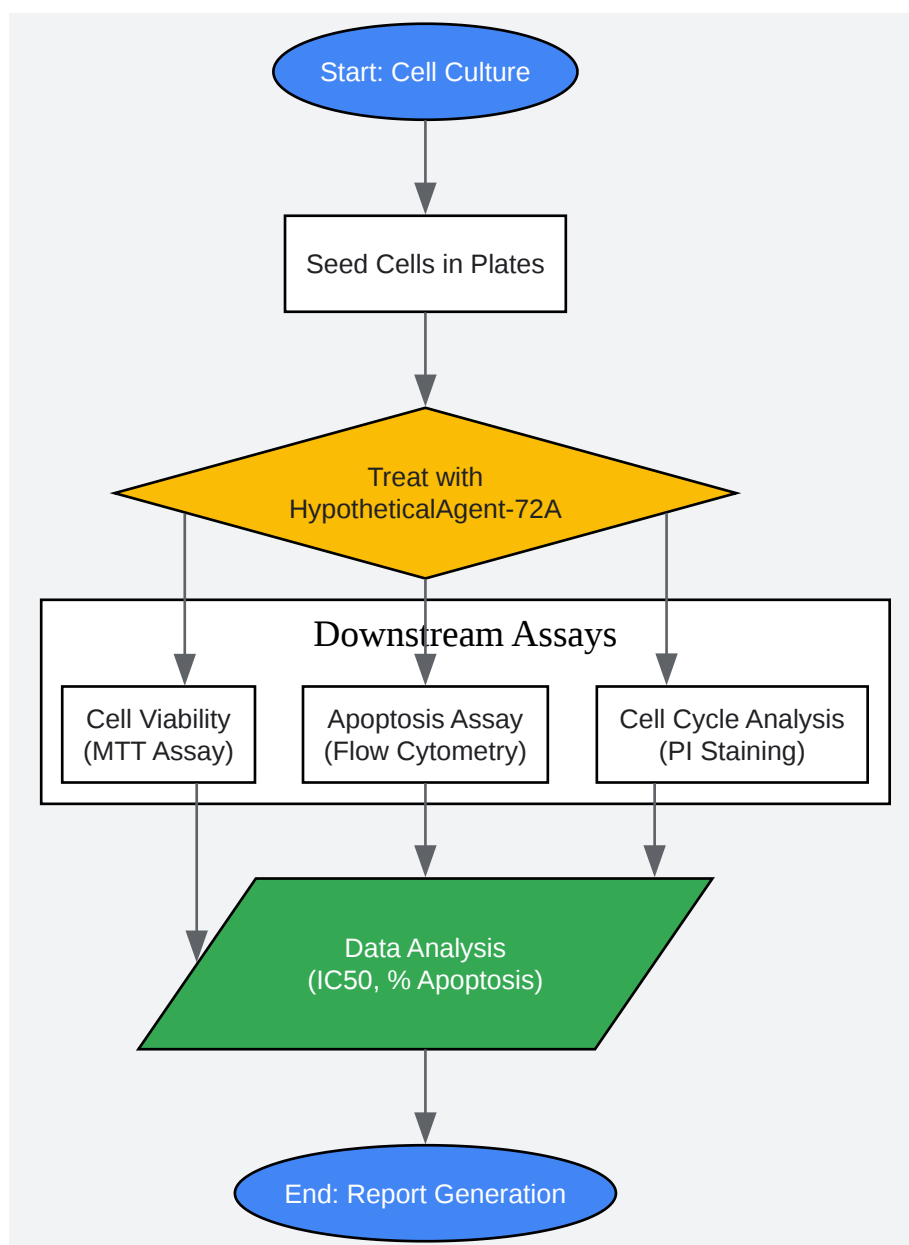 Start: Cell Culture
Seed Cells in Plates
Treat with
HypotheticalAgent-72A
Downstream Assays
Cell Viability
(MTT Assay)
Apoptosis Assay
(Flow Cytometry)
Cell Cycle Analysis
(PI Staining)
Data Analysis
(IC50, % Apoptosis)
End: Report Generation